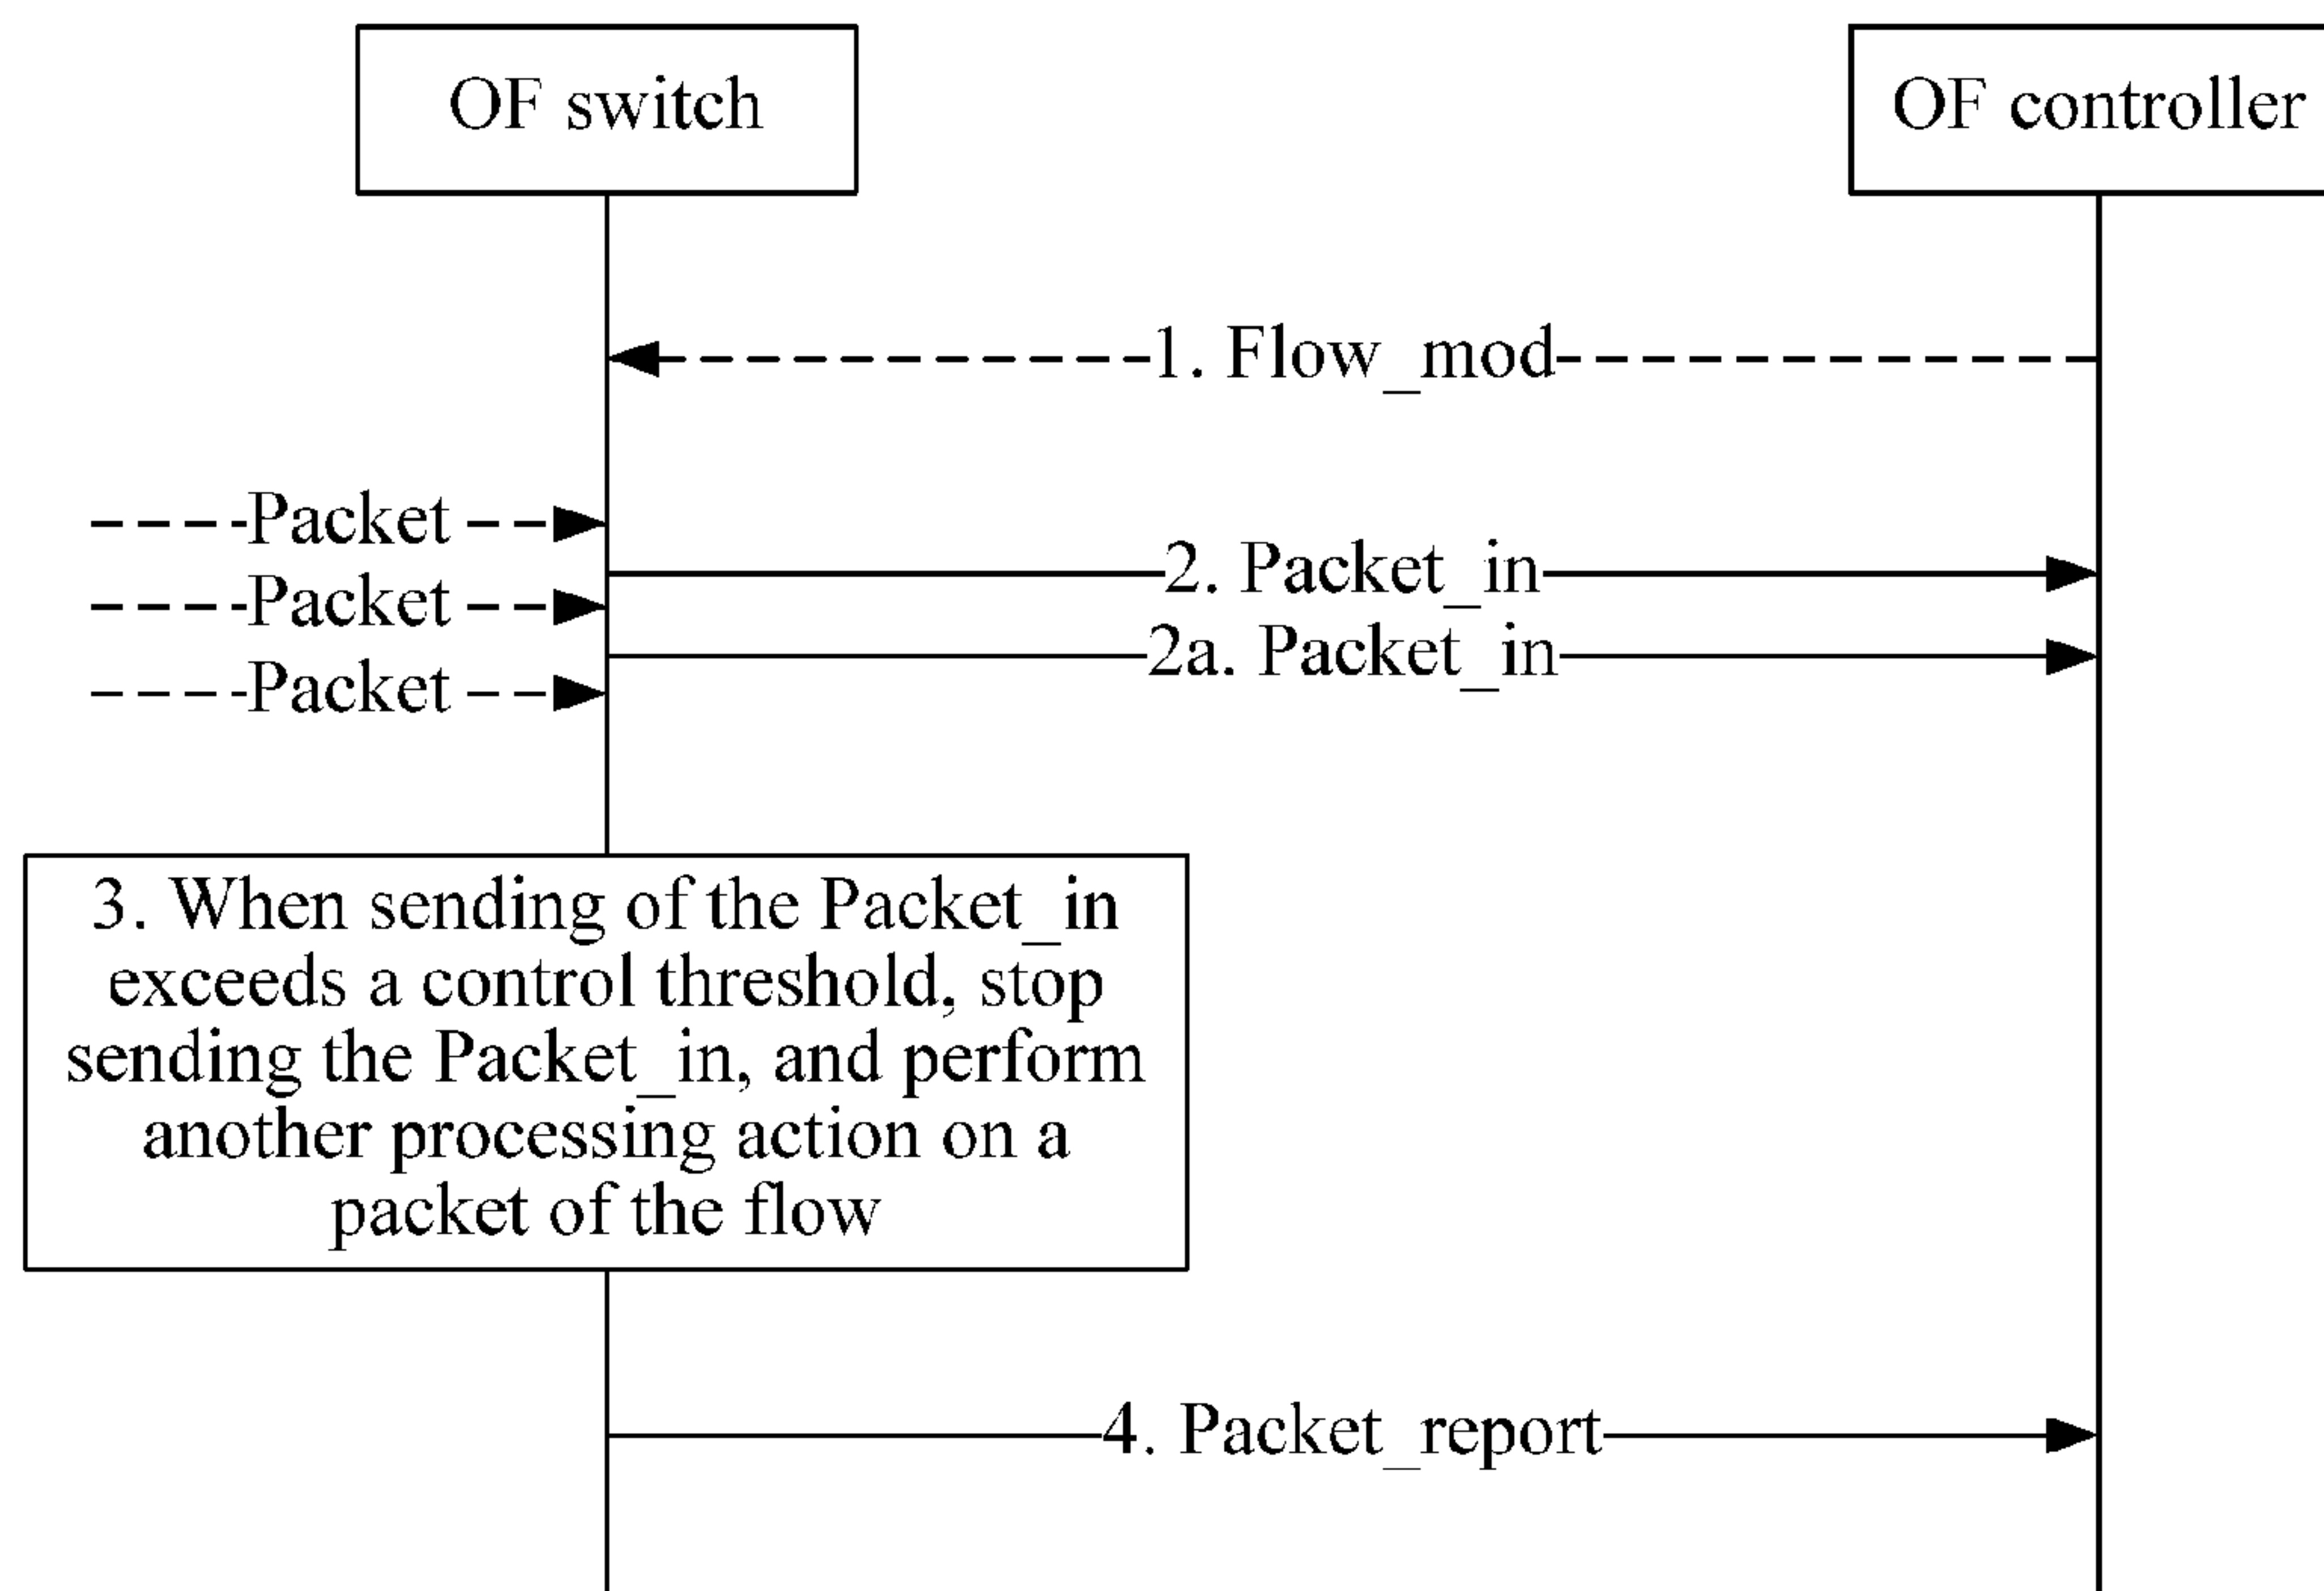 OF switch
OF controller
1. Flow_mod
Packet
2. Packet_in
Packet
2a. Packet_in
Packet
3. When sending of the Packet_in
exceeds a control threshold, stop
sending the Packet_in, and perform
another processing action on a
packet of the flow
4. Packet_report